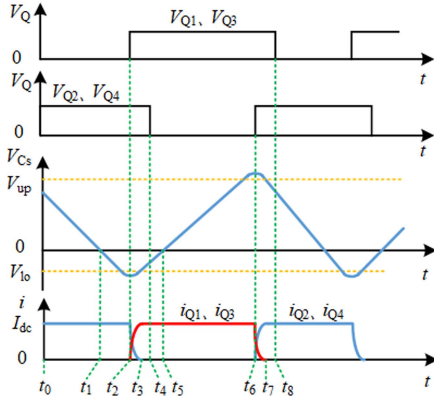 VQ
VQ1、VQ3
0
t
VQ
VQ2、VQ4
0
t
VCs
Vup
0
t
Vlo
i
Idc
iQ1、iQ3
iQ2、iQ4
0
t0 t1 t2 t3 t4 t5 t6 t7 t8 t